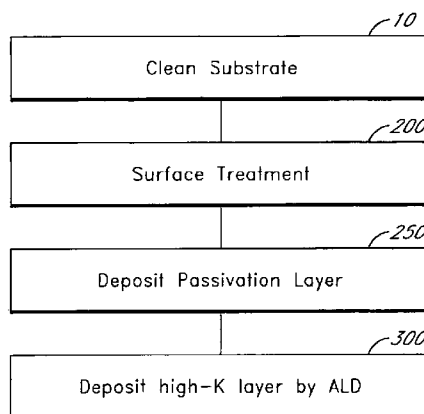 10
Clean Substrate
200
Surface Treatment
250
Deposit Passivation Layer
300
Deposit high-K layer by ALD